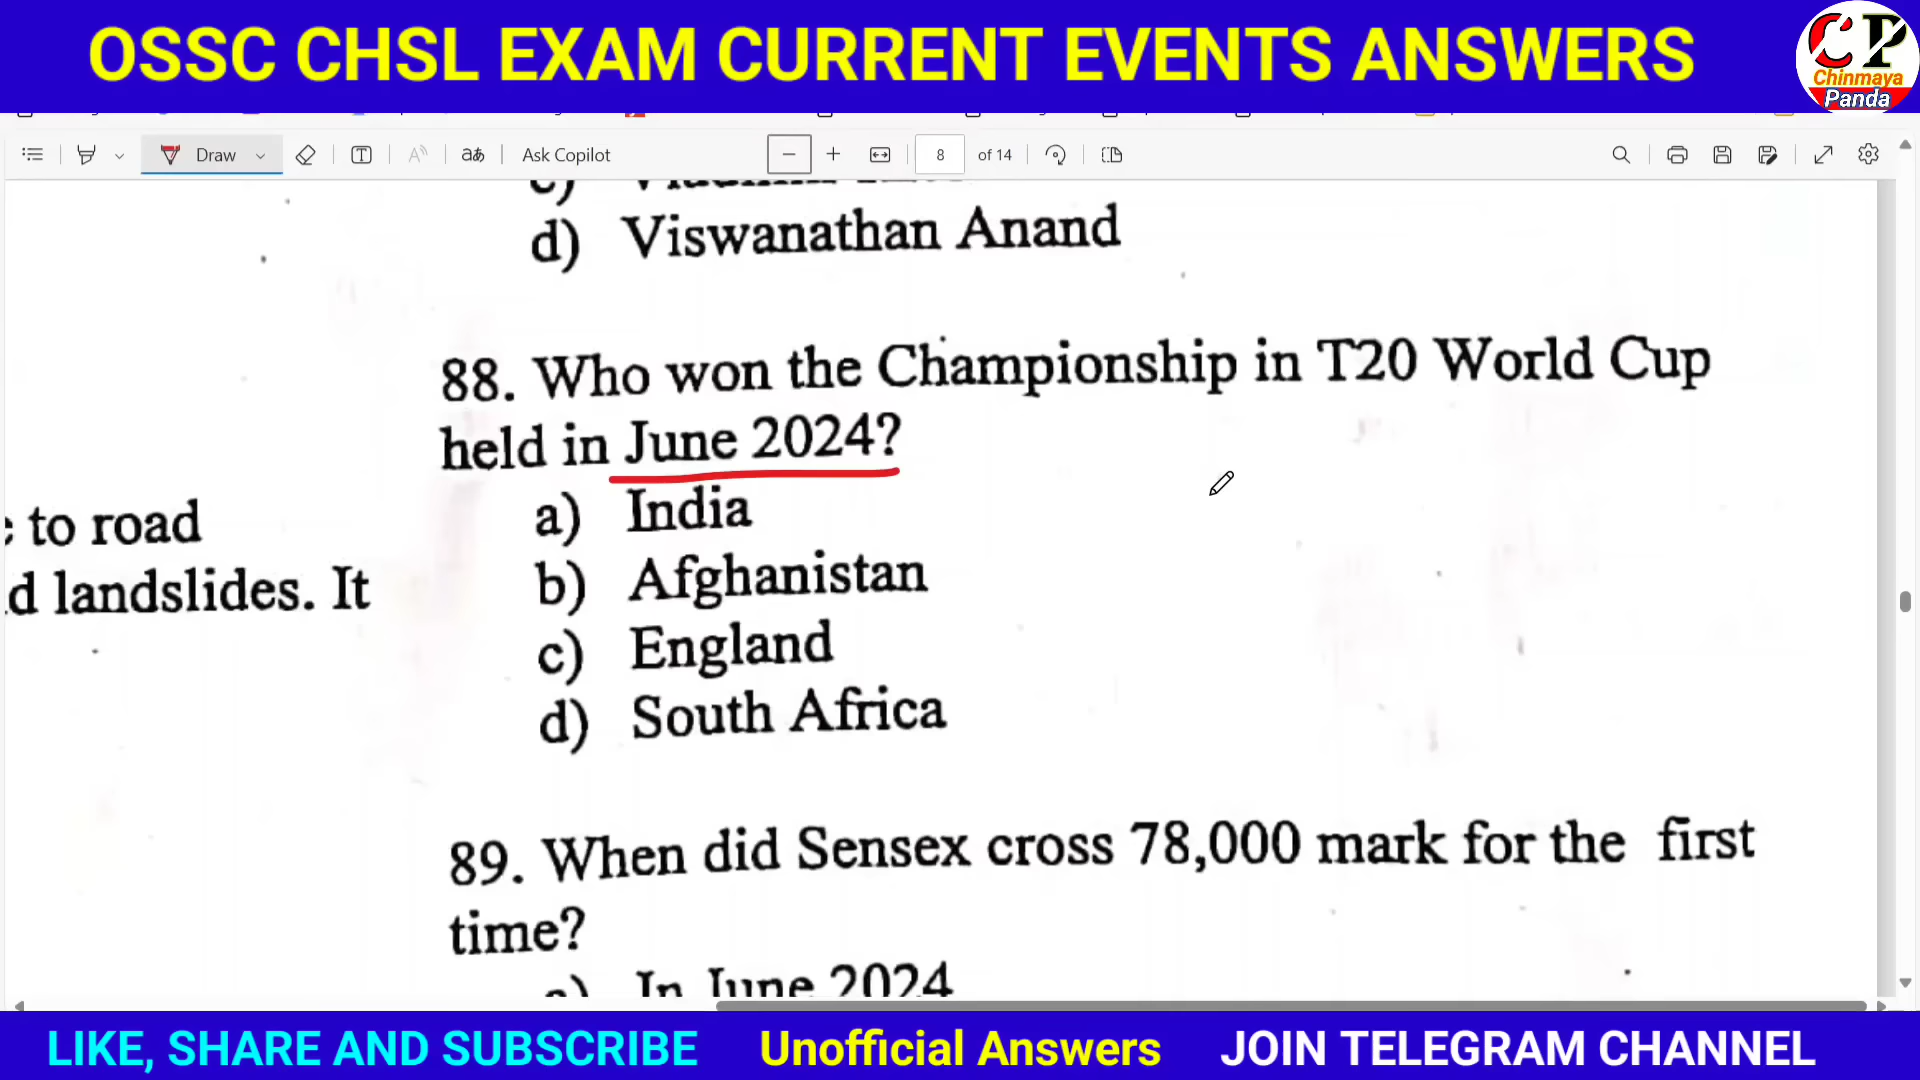 OSSC CHSL EXAM CURRENT EVENTS ANSWERS
CP
Chinmaya
Panda
Draw
T
aあ
Ask Copilot
8 of 14
c)
d) Viswanathan Anand
88. Who won the Championship in T20 World Cup
held in June 2024?
a) India
b) Afghanistan
c) England
d) South Africa
to road
landslides. It
89. When did Sensex cross 78,000 mark for the first
time?
a) In June 2024
LIKE, SHARE AND SUBSCRIBE Unofficial Answers JOIN TELEGRAM CHANNEL